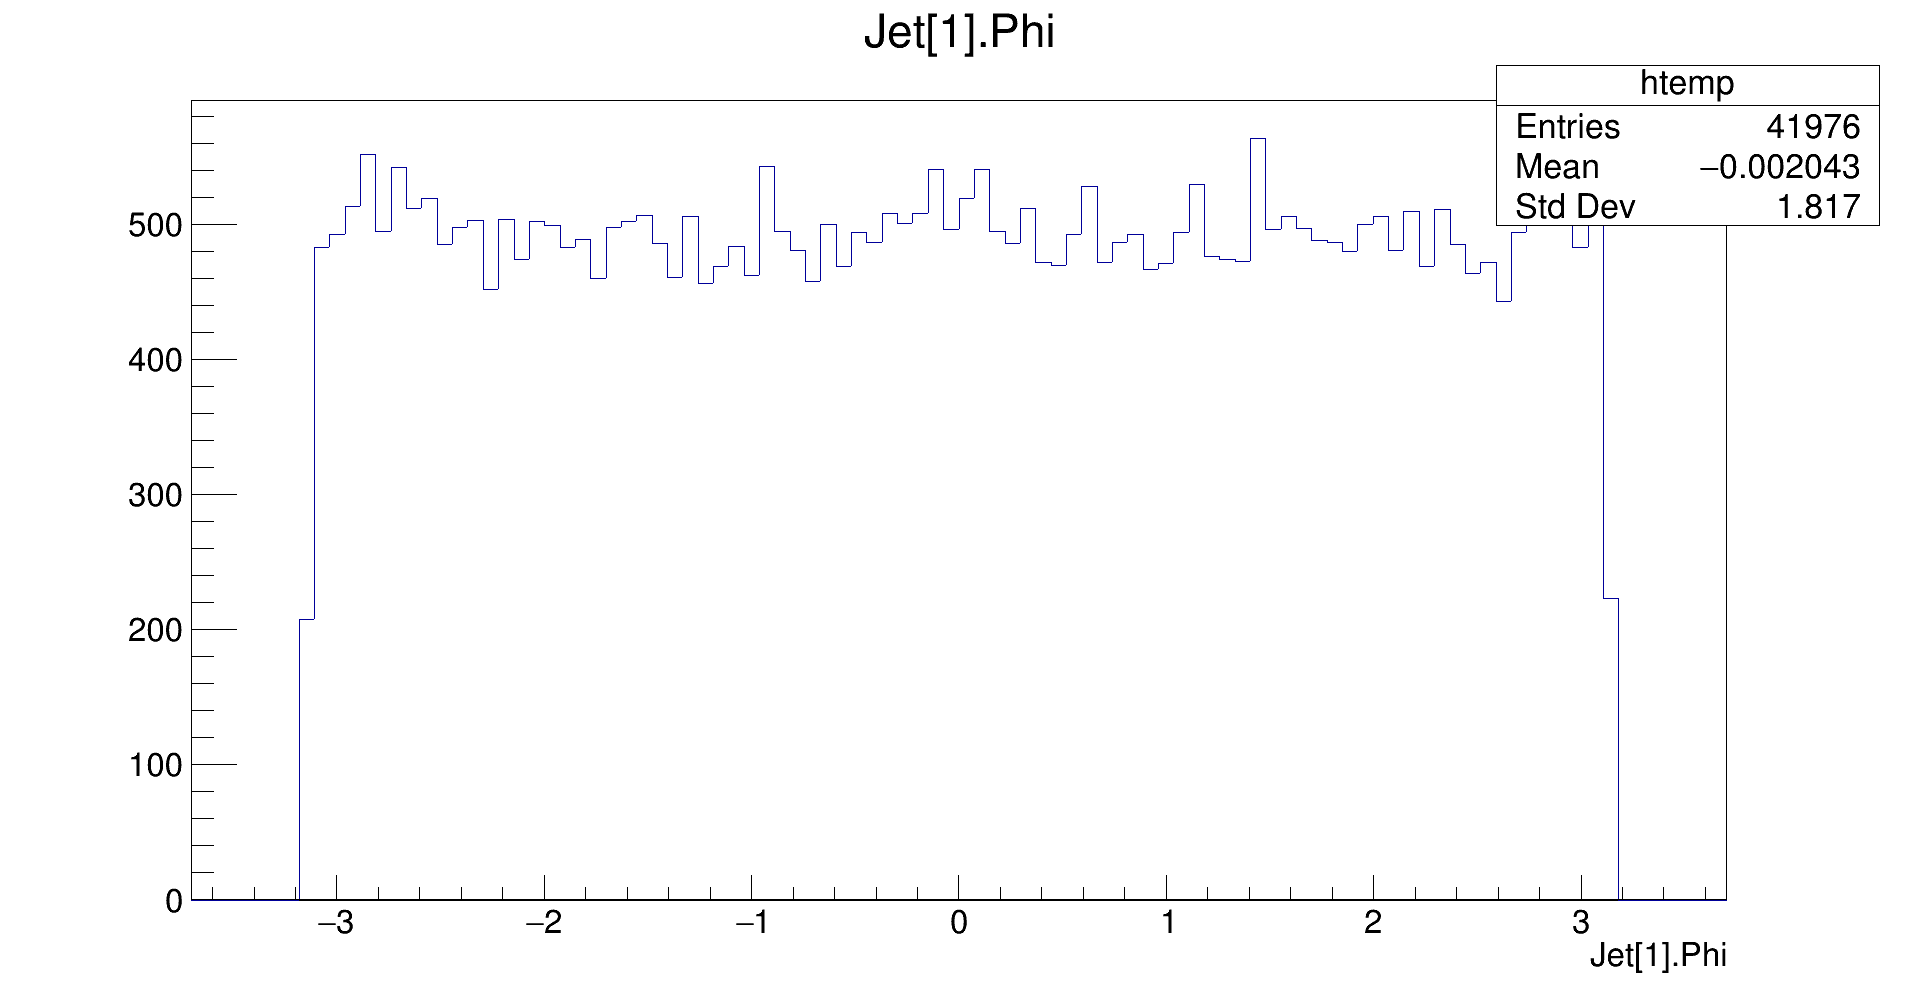 Jet[1].Phi
htemp
Entries 41976
Mean −0.002043
Std Dev 1.817
500
400
300
200
100
0
−3 −2 −1 0 1 2 3
Jet[1].Phi